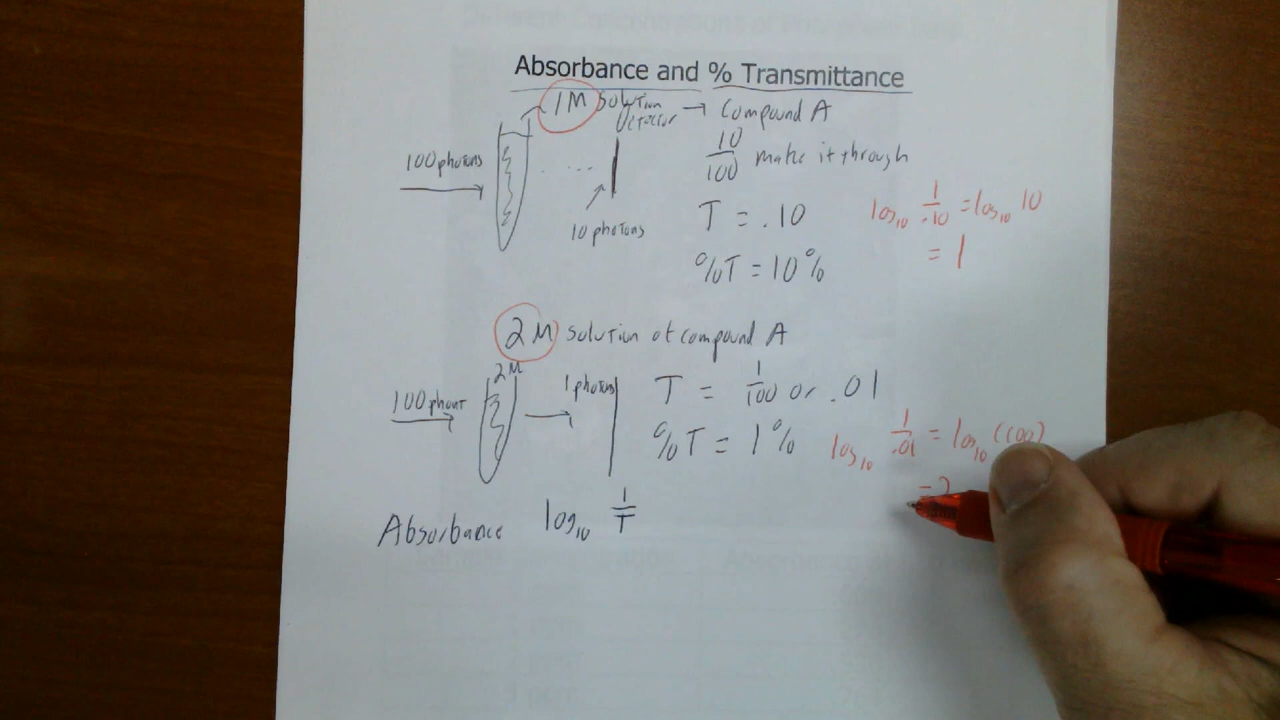 Absorbance and % Transmittance
1M Solution → Compound A
Detector
100 photons
10/100 make it through
10 photons
T = .10
log10 1/.10 = log10 10
= 1
%T = 10%
2M solution of compound A
2M
100 phont
1 photons
T = 1/100 or .01
%T = 1%
log10 1/.01 = log10 (100)
= 2
Absorbance log10 1/T